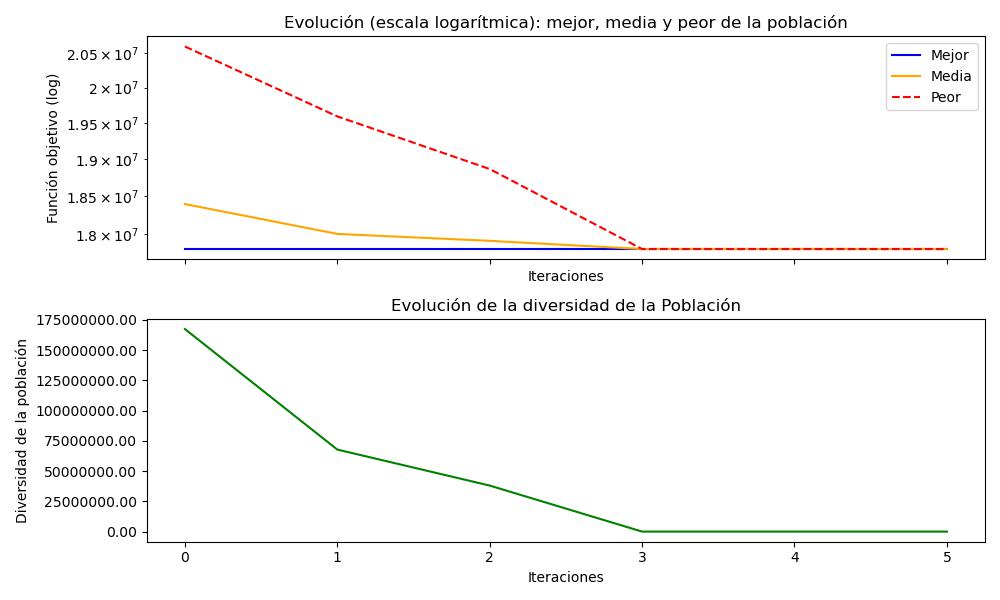 Evolución (escala logarítmica): mejor, media y peor de la población
Función objetivo (log)
2.05 × 10⁷
2 × 10⁷
1.95 × 10⁷
1.9 × 10⁷
1.85 × 10⁷
1.8 × 10⁷
Mejor
Media
Peor
Iteraciones
Evolución de la diversidad de la Población
Diversidad de la población
175000000.00
150000000.00
125000000.00
100000000.00
75000000.00
50000000.00
25000000.00
0.00
0 1 2 3 4 5
Iteraciones